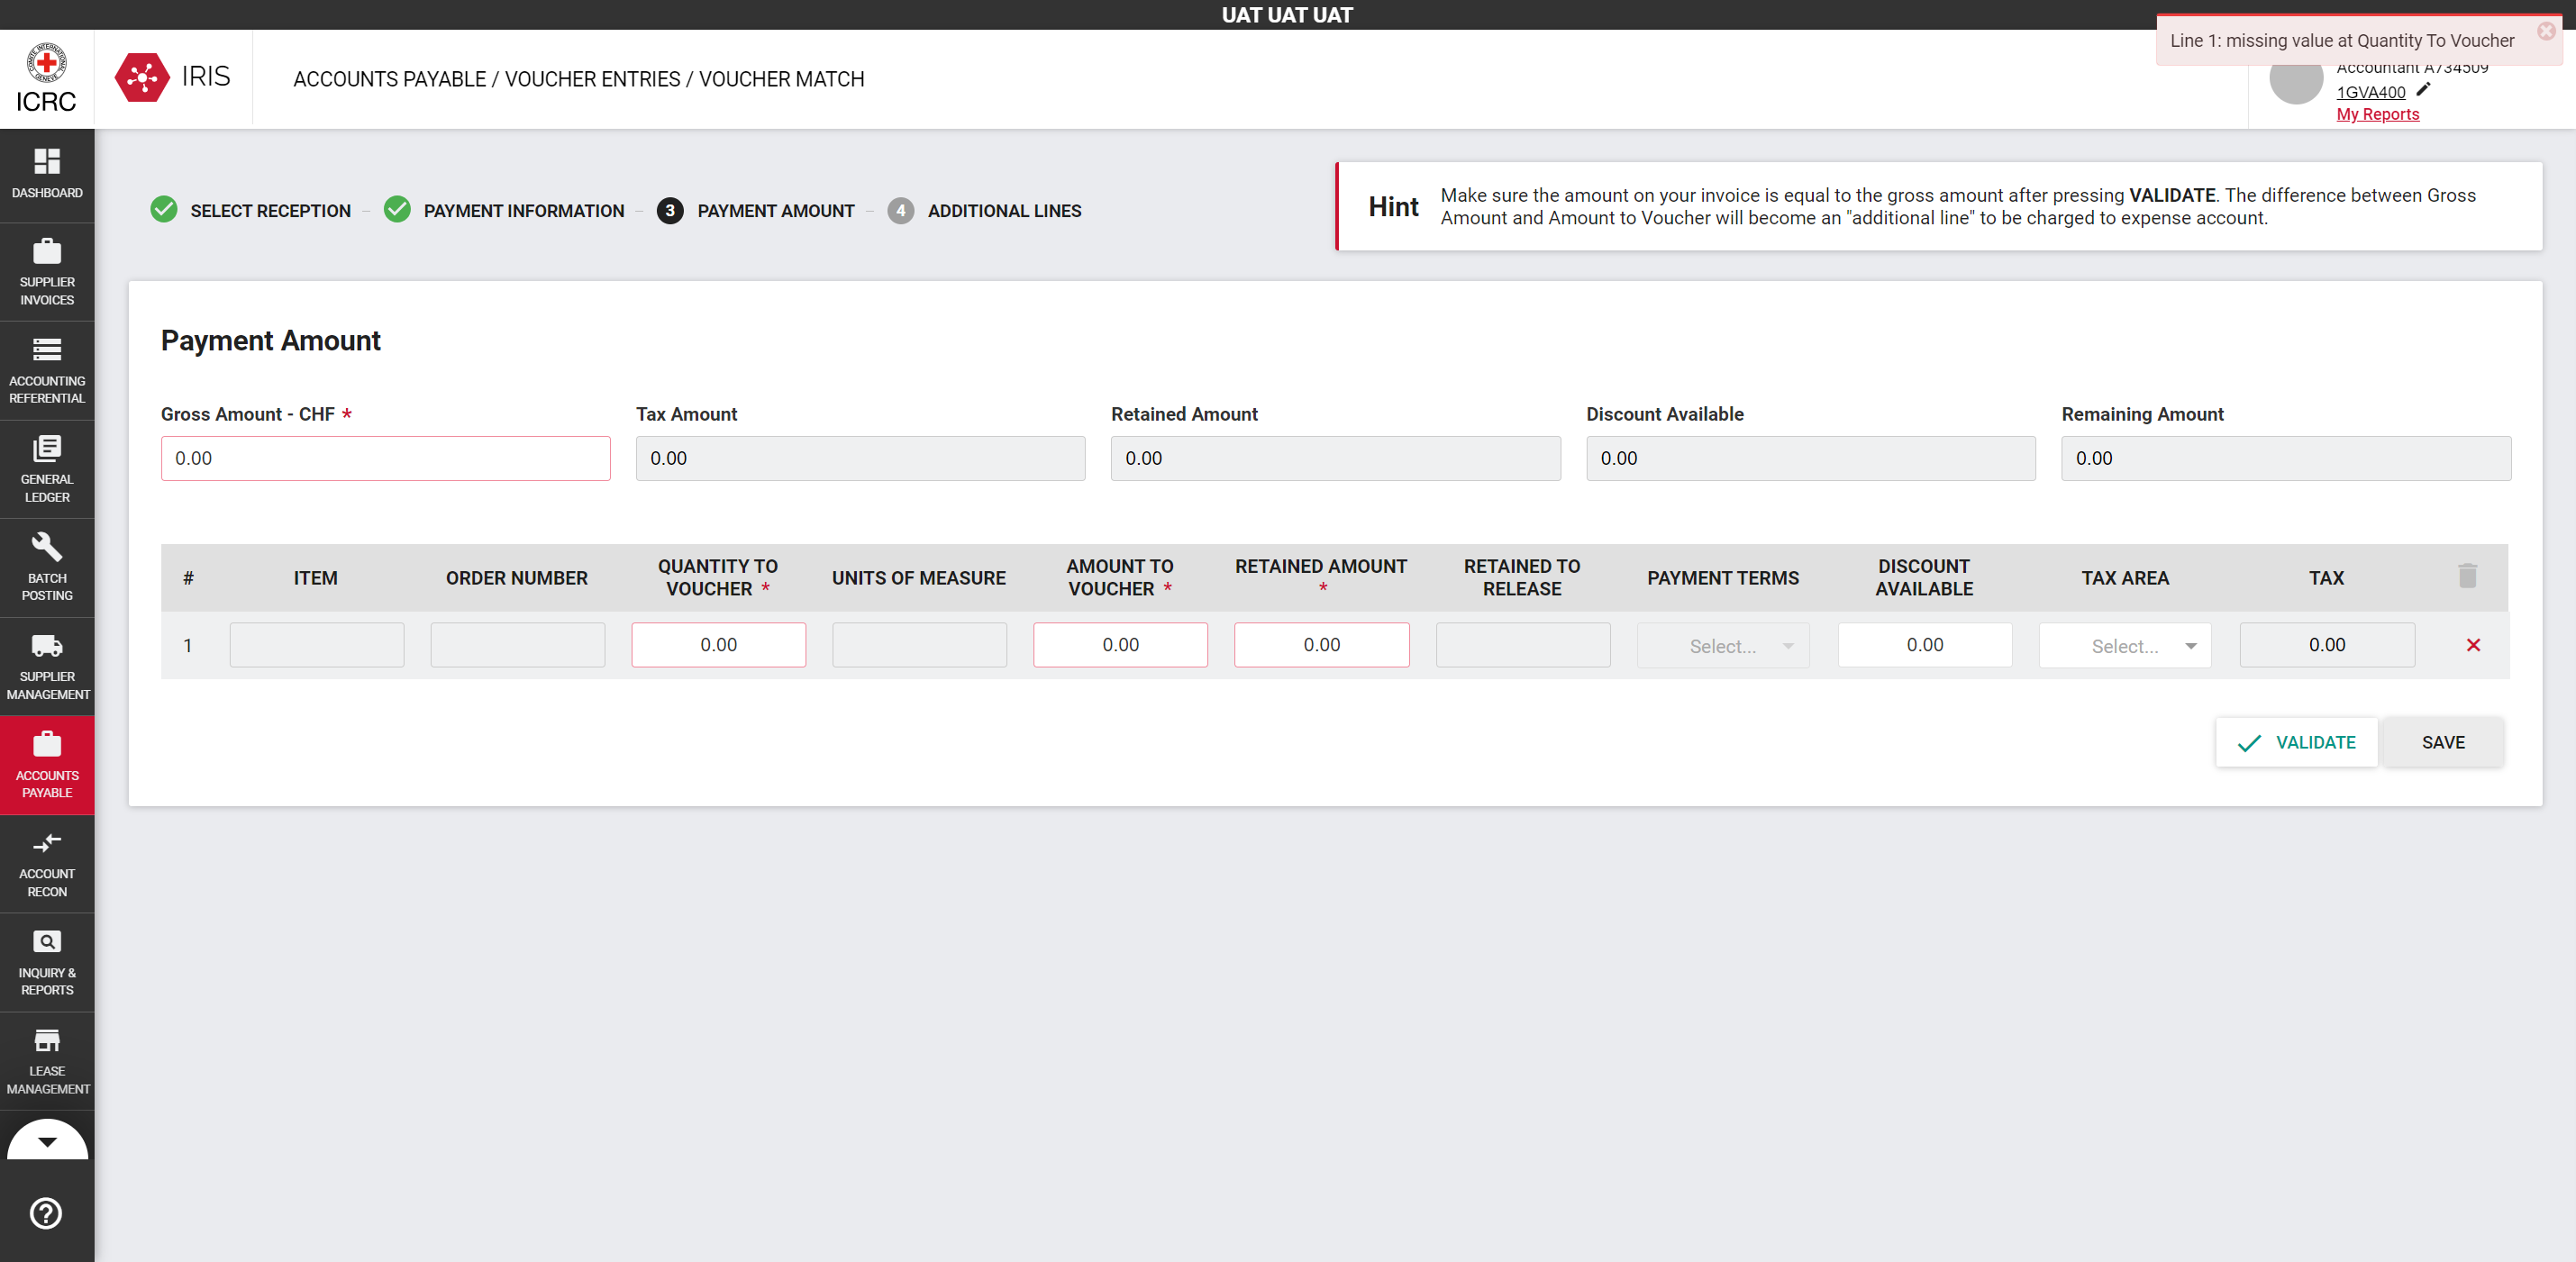 UAT UAT UAT
Line 1: missing value at Quantity To Voucher
ICRC
IRIS
ACCOUNTS PAYABLE / VOUCHER ENTRIES / VOUCHER MATCH
Accountant A734509
1GVA400
My Reports
DASHBOARD
SUPPLIER
INVOICES
ACCOUNTING
REFERENTIAL
GENERAL
LEDGER
BATCH
POSTING
SUPPLIER
MANAGEMENT
ACCOUNTS
PAYABLE
ACCOUNT
RECON
INQUIRY &
REPORTS
LEASE
MANAGEMENT
SELECT RECEPTION – PAYMENT INFORMATION – 3 PAYMENT AMOUNT – 4 ADDITIONAL LINES
Hint
Make sure the amount on your invoice is equal to the gross amount after pressing VALIDATE. The difference between Gross
Amount and Amount to Voucher will become an "additional line" to be charged to expense account.
Payment Amount
Gross Amount - CHF * Tax Amount Retained Amount Discount Available Remaining Amount
0.00 0.00 0.00 0.00 0.00
# ITEM ORDER NUMBER QUANTITY TO VOUCHER * UNITS OF MEASURE AMOUNT TO VOUCHER * RETAINED AMOUNT * RETAINED TO RELEASE PAYMENT TERMS DISCOUNT AVAILABLE TAX AREA TAX
1 0.00 0.00 0.00 Select... 0.00 Select... 0.00
VALIDATE SAVE